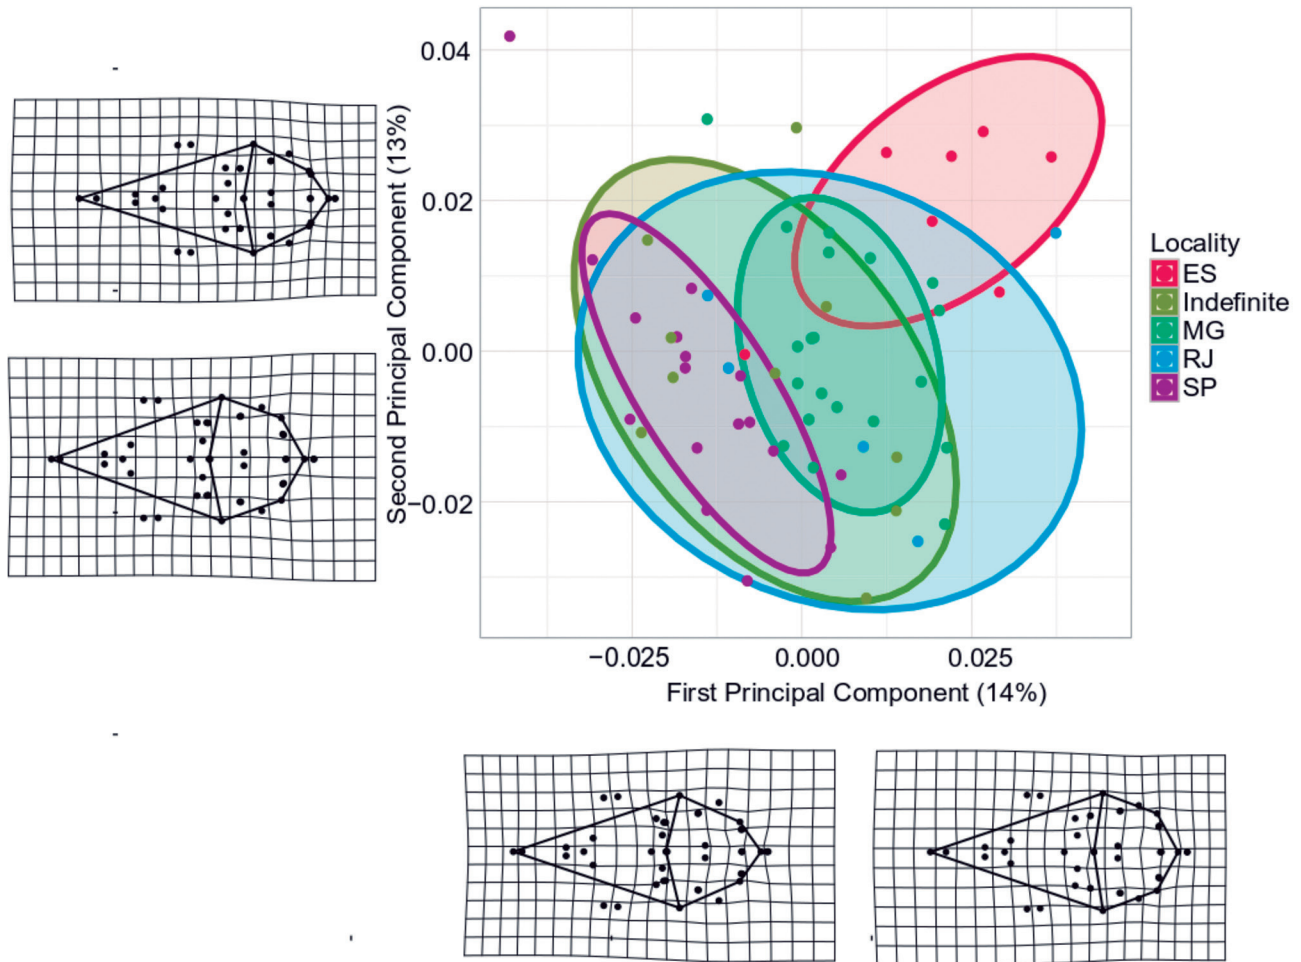 0.04
0.02
0.00
−0.02
Second Principal Component (13%)
−0.025
0.000
0.025
First Principal Component (14%)
Locality
ES
Indefinite
MG
RJ
SP